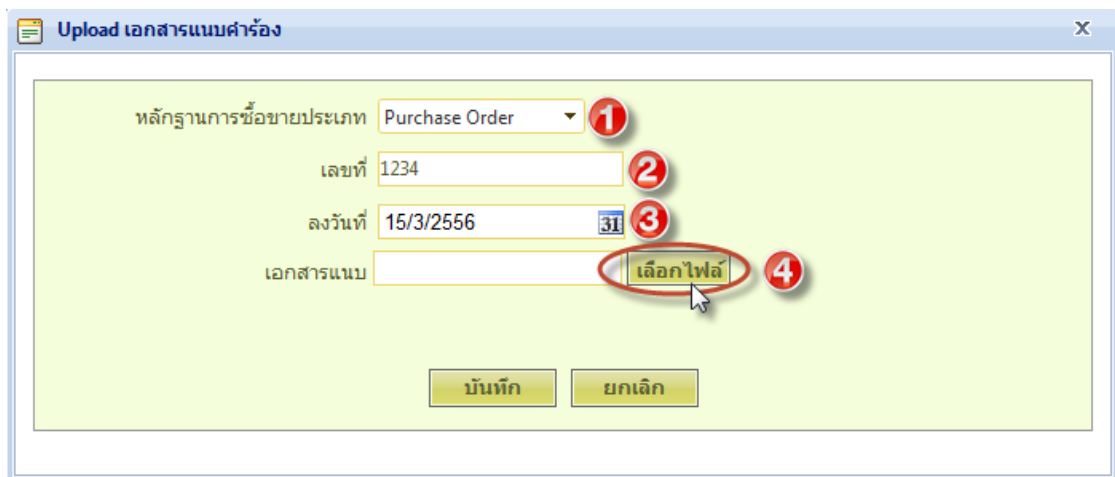 Upload เอกสารแนบคำร้อง X
หลักฐานการซื้อขายประเภท Purchase Order 1
เลขที่ 1234 2
ลงวันที่ 15/3/2556 31 3
เอกสารแนบ เลือกไฟล์ 4
บันทึก ยกเลิก